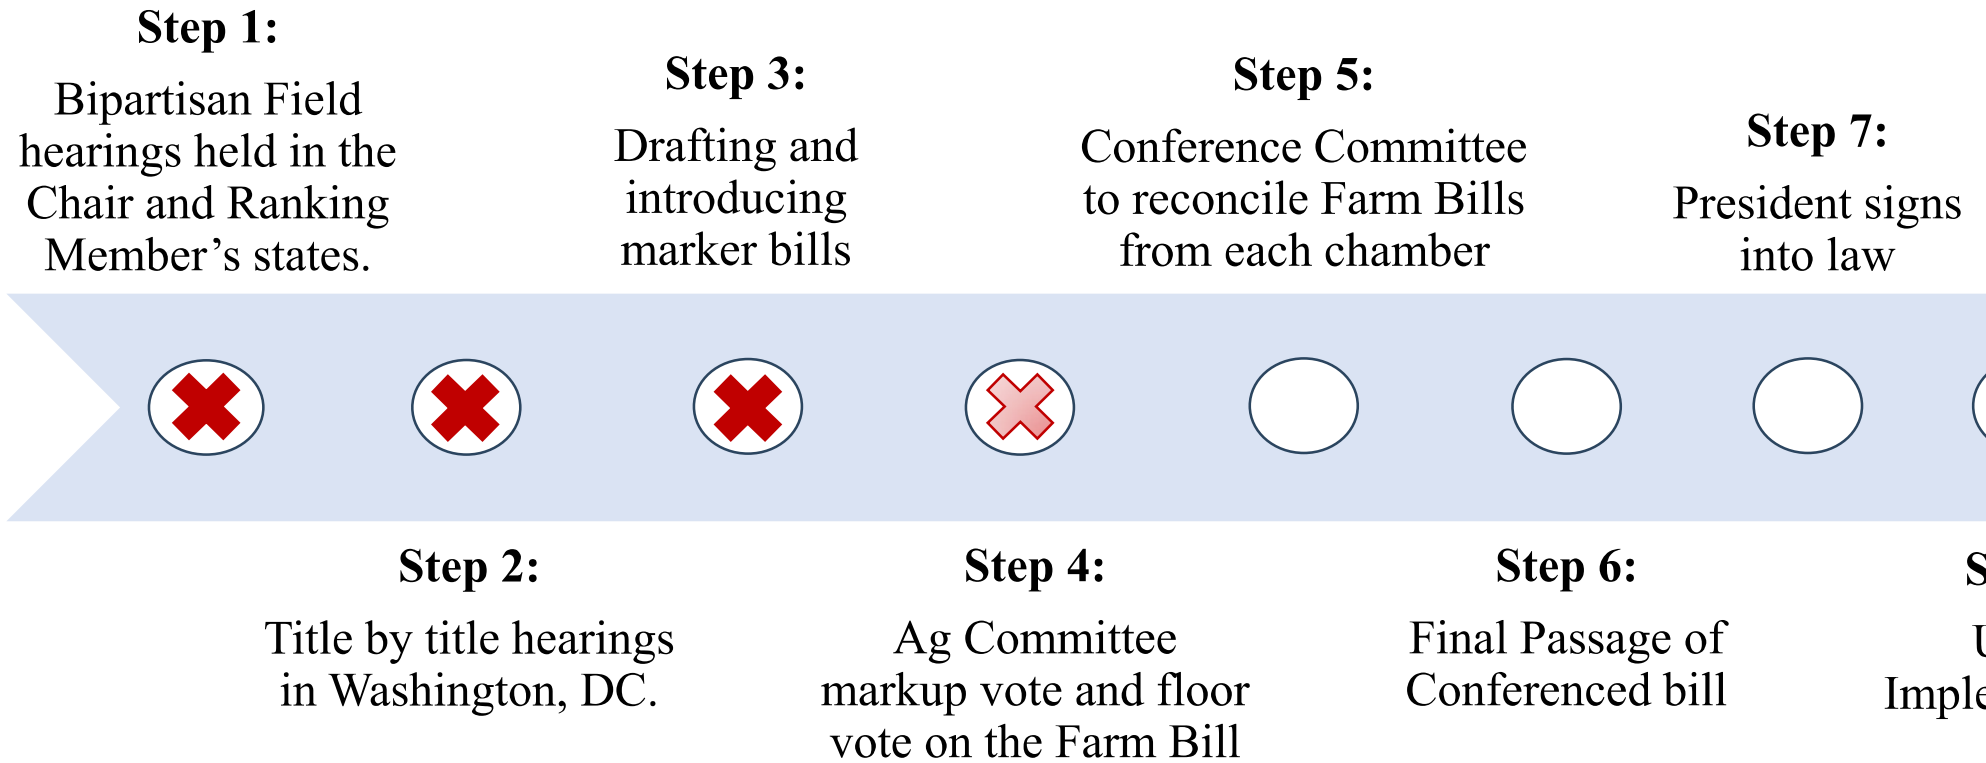 Step 1:
Bipartisan Field
hearings held in the
Chair and Ranking
Member’s states.
Step 3:
Drafting and
introducing
marker bills
Step 5:
Conference Committee
to reconcile Farm Bills
from each chamber
Step 7:
President signs
into law
Step 2:
Title by title hearings
in Washington, DC.
Step 4:
Ag Committee
markup vote and floor
vote on the Farm Bill
Step 6:
Final Passage of
Conferenced bill